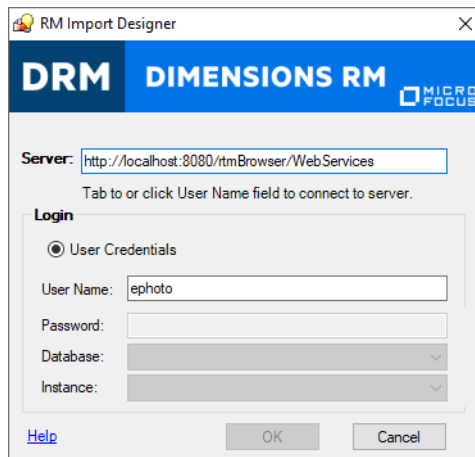 RM Import Designer
DRM DIMENSIONS RM
MICRO
FOCUS
Server: http://localhost:8080/rtmBrowser/WebServices
Tab to or click User Name field to connect to server.
Login
User Credentials
User Name: ephoto
Password:
Database:
Instance:
Help OK Cancel